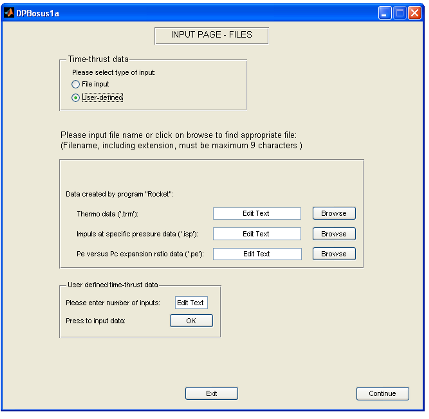 DPBosus1a
INPUT PAGE - FILES
Time-thrust data
Please select type of input:
File input
User-defined
Please input file name or click on browse to find appropriate file:
(Filename, including extension, must be maximum 9 characters )
Data created by program "Rocket":
Thermo data ('.trm'): Edit Text Browse
Impuls at specific pressure data ('.isp'): Edit Text Browse
Pe versus Pc expansion ratio data ('.pe'): Edit Text Browse
User defined time-thrust data
Please enter number of inputs: Edit Text
Press to input data: OK
Exit Continue